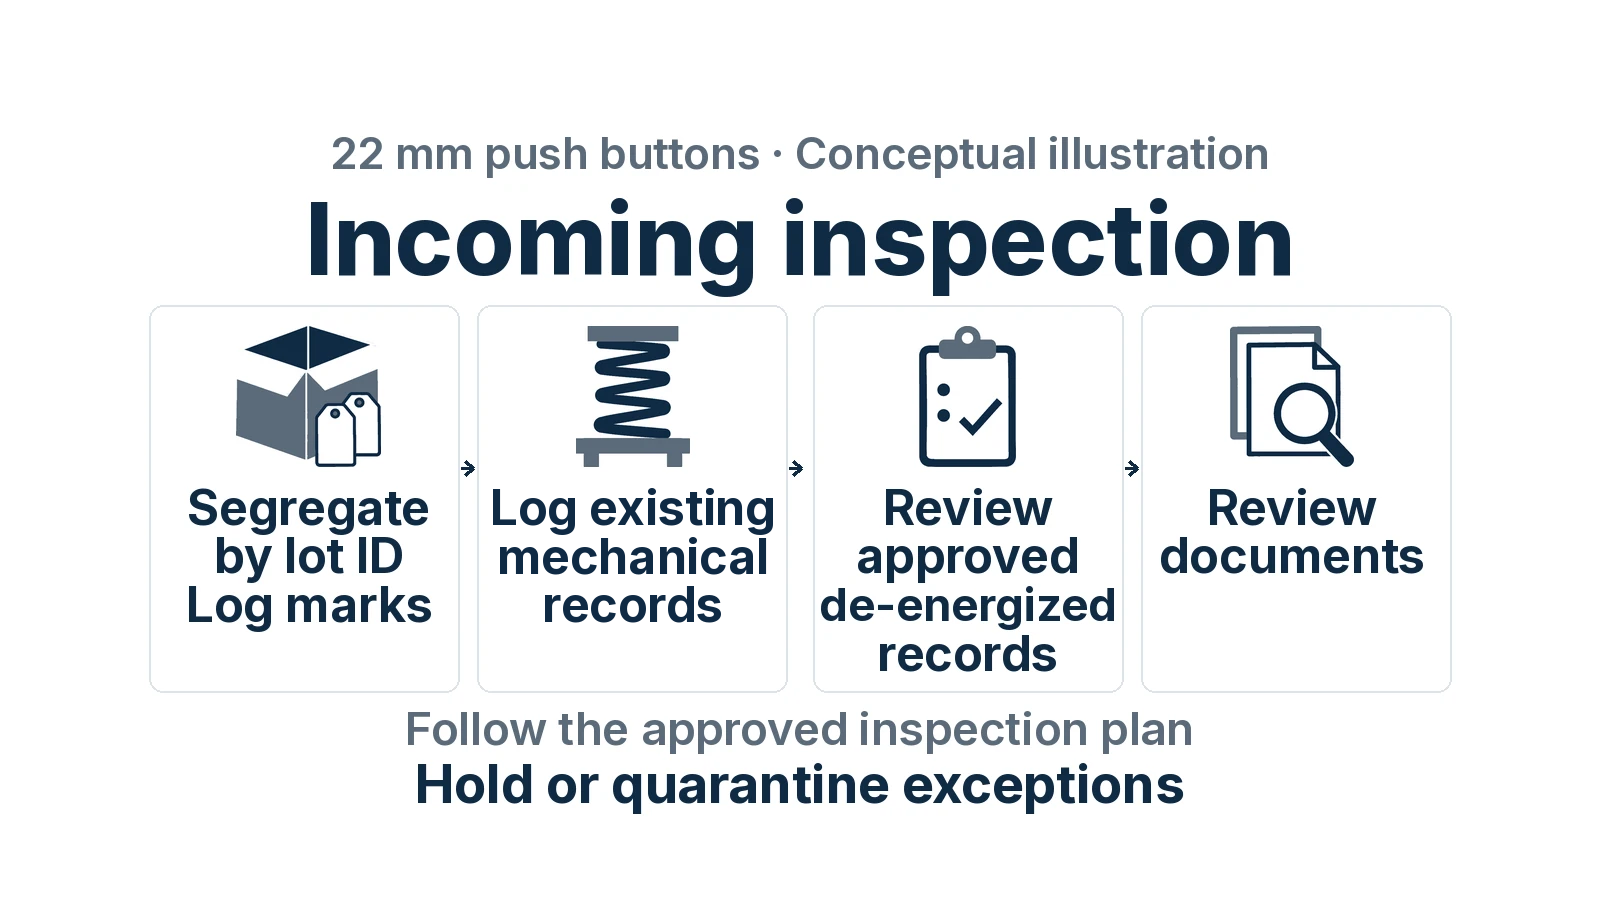 22 mm push buttons · Conceptual illustration
Incoming inspection
Segregate
by lot ID
Log marks
Log existing
mechanical
records
Review
approved
de-energized
records
Review
documents
Follow the approved inspection plan
Hold or quarantine exceptions